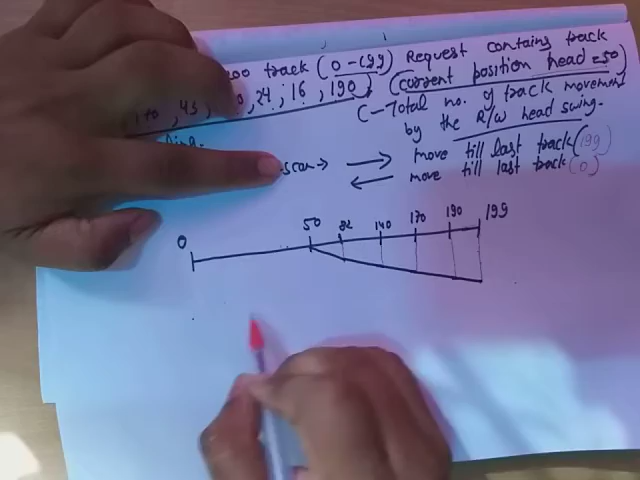 00 track (0-199) Request contains track
170, 43, 0, 24, 16, 190. (current position head = 50)
C-Total no. of track movement
by the R/w head swing.
scan → → move till last track (199)
← move till last track (0)
0 50 82 140 170 190 199